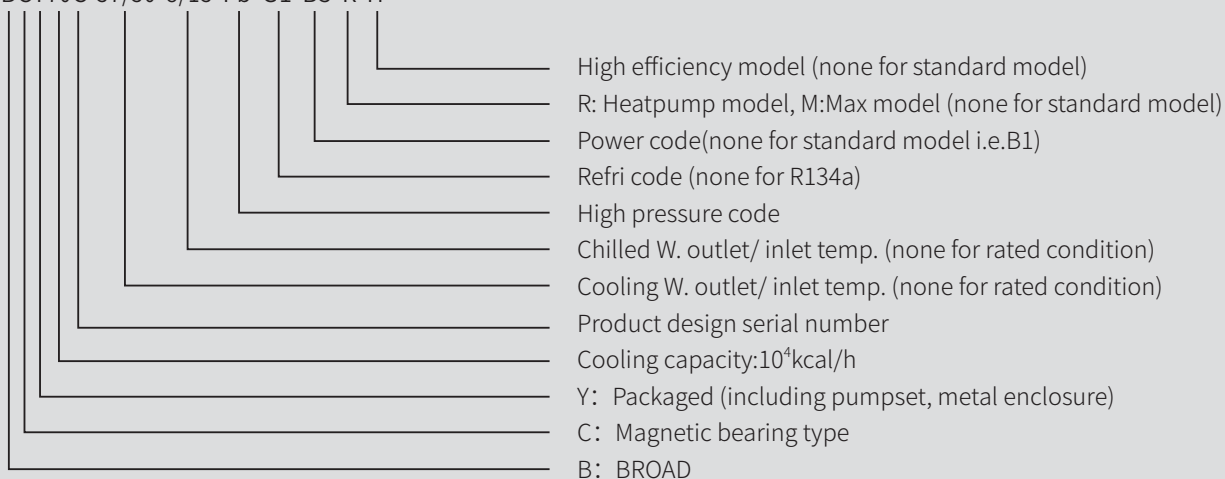 High efficiency model (none for standard model)
R: Heatpump model, M:Max model (none for standard model)
Power code(none for standard model i.e.B1)
Refri code (none for R134a)
High pressure code
Chilled W. outlet/ inlet temp. (none for rated condition)
Cooling W. outlet/ inlet temp. (none for rated condition)
Product design serial number
Cooling capacity:10⁴kcal/h
Y: Packaged (including pumpset, metal enclosure)
C: Magnetic bearing type
B: BROAD